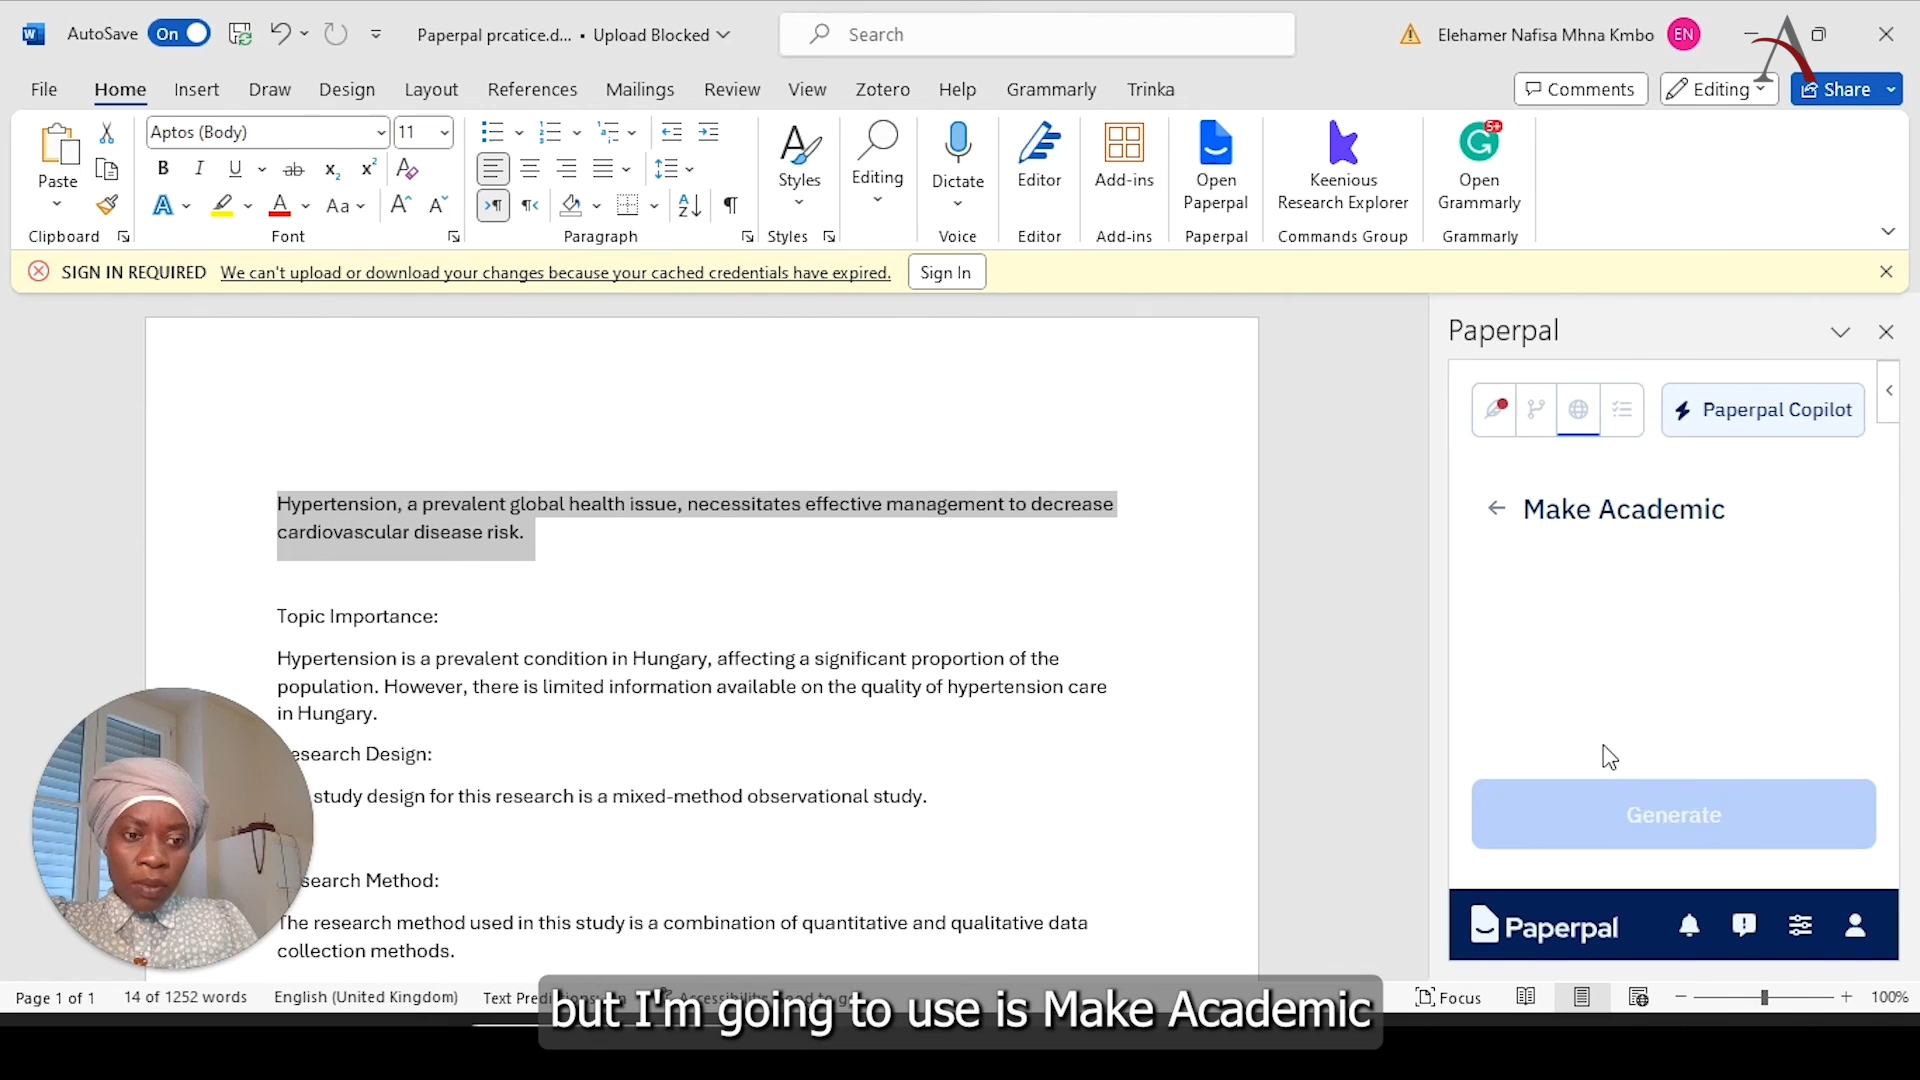 AutoSave On Paperpal prcatice.d... • Upload Blocked Search Elehamer Nafisa Mhna Kmbo EN
File Home Insert Draw Design Layout References Mailings Review View Zotero Help Grammarly Trinka Comments Editing Share
Paste
Aptos (Body) 11
Styles
Editing
Dictate
Editor
Add-ins
Open
Paperpal
Keenious
Research Explorer
Open
Grammarly
Clipboard Font Paragraph Styles Voice Editor Add-ins Paperpal Commands Group Grammarly
SIGN IN REQUIRED We can't upload or download your changes because your cached credentials have expired. Sign In
Hypertension, a prevalent global health issue, necessitates effective management to decrease
cardiovascular disease risk.
Topic Importance:
Hypertension is a prevalent condition in Hungary, affecting a significant proportion of the
population. However, there is limited information available on the quality of hypertension care
in Hungary.
esearch Design:
study design for this research is a mixed-method observational study.
search Method:
The research method used in this study is a combination of quantitative and qualitative data
collection methods.
Paperpal
Paperpal Copilot
Make Academic
Generate
Paperpal
Page 1 of 1 14 of 1252 words English (United Kingdom) Focus 100%
but I'm going to use is Make Academic